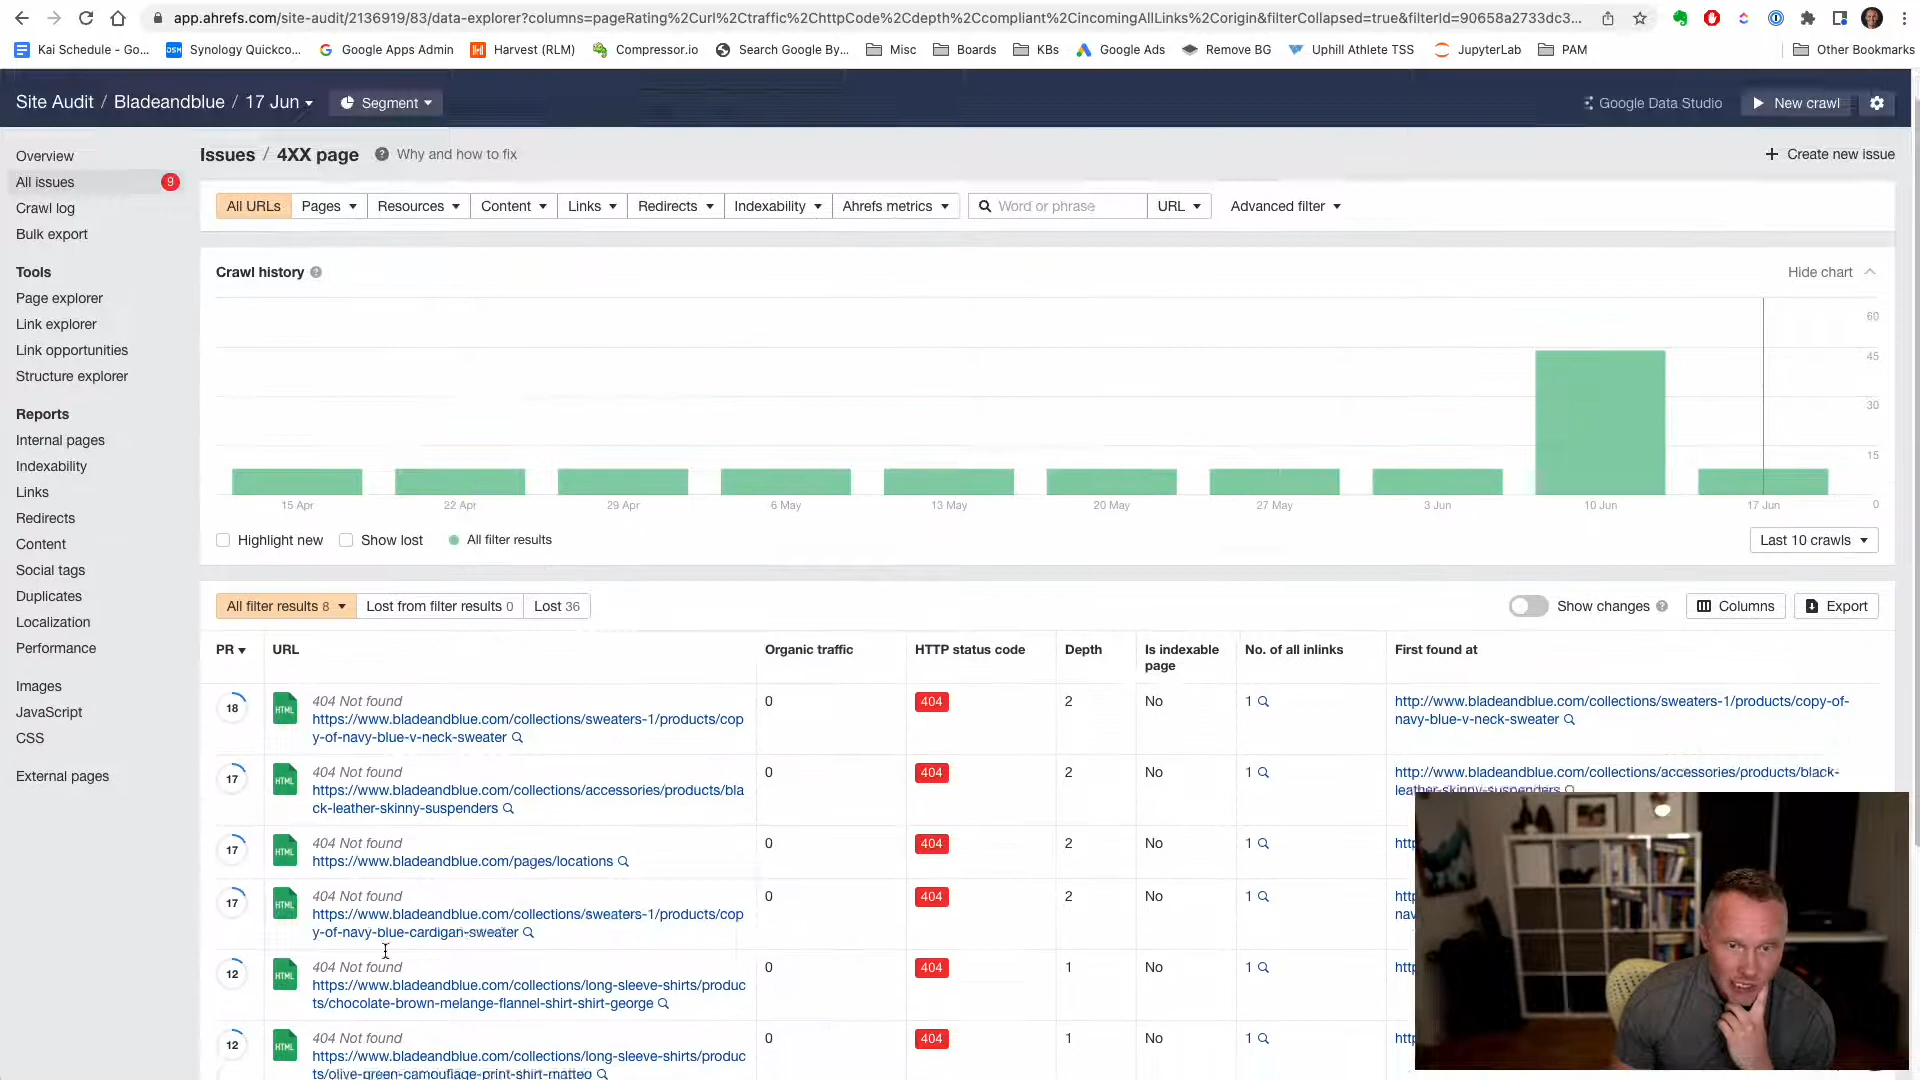 app.ahrefs.com/site-audit/2136919/83/data-explorer?columns=pageRating%2Curl%2Ctraffic%2ChttpCode%2Cdepth%2Ccompliant%2CincomingAllLinks%2Corigin&filterCollapsed=true&filterId=90658a2733dc3...
Kai Schedule - Go... Synology Quickco... Google Apps Admin Harvest (RLM) Compressor.io Search Google By... Misc Boards KBs Google Ads Remove BG Uphill Athlete TSS JupyterLab PAM Other Bookmarks
Site Audit / Bladeandblue / 17 Jun Segment Google Data Studio New crawl
Overview
All issues 9
Crawl log
Bulk export
Tools
Page explorer
Link explorer
Link opportunities
Structure explorer
Reports
Internal pages
Indexability
Links
Redirects
Content
Social tags
Duplicates
Localization
Performance
Images
JavaScript
CSS
External pages
Issues / 4XX page ? Why and how to fix + Create new issue
All URLs Pages Resources Content Links Redirects Indexability Ahrefs metrics Word or phrase URL Advanced filter
Crawl history ? Hide chart
60
45
30
15
0
15 Apr 22 Apr 29 Apr 6 May 13 May 20 May 27 May 3 Jun 10 Jun 17 Jun
Highlight new Show lost All filter results Last 10 crawls
All filter results 8 Lost from filter results 0 Lost 36 Show changes ? Columns Export
PR URL Organic traffic HTTP status code Depth Is indexable page No. of all inlinks First found at
18 HTML 404 Not found 0 404 2 No 1 http://www.bladeandblue.com/collections/sweaters-1/products/copy-of-
https://www.bladeandblue.com/collections/sweaters-1/products/cop navy-blue-v-neck-sweater
y-of-navy-blue-v-neck-sweater
17 HTML 404 Not found 0 404 2 No 1 http://www.bladeandblue.com/collections/accessories/products/black-
https://www.bladeandblue.com/collections/accessories/products/bla leather-skinny-suspenders
ck-leather-skinny-suspenders
17 HTML 404 Not found 0 404 2 No 1 http
https://www.bladeandblue.com/pages/locations
17 HTML 404 Not found 0 404 2 No 1 http
https://www.bladeandblue.com/collections/sweaters-1/products/cop nav
y-of-navy-blue-cardigan-sweater
12 HTML 404 Not found 0 404 1 No 1 http
https://www.bladeandblue.com/collections/long-sleeve-shirts/produc
ts/chocolate-brown-melange-flannel-shirt-shirt-george
12 HTML 404 Not found 0 404 1 No 1 http
https://www.bladeandblue.com/collections/long-sleeve-shirts/produc
ts/olive-green-camouflage-print-shirt-matteo